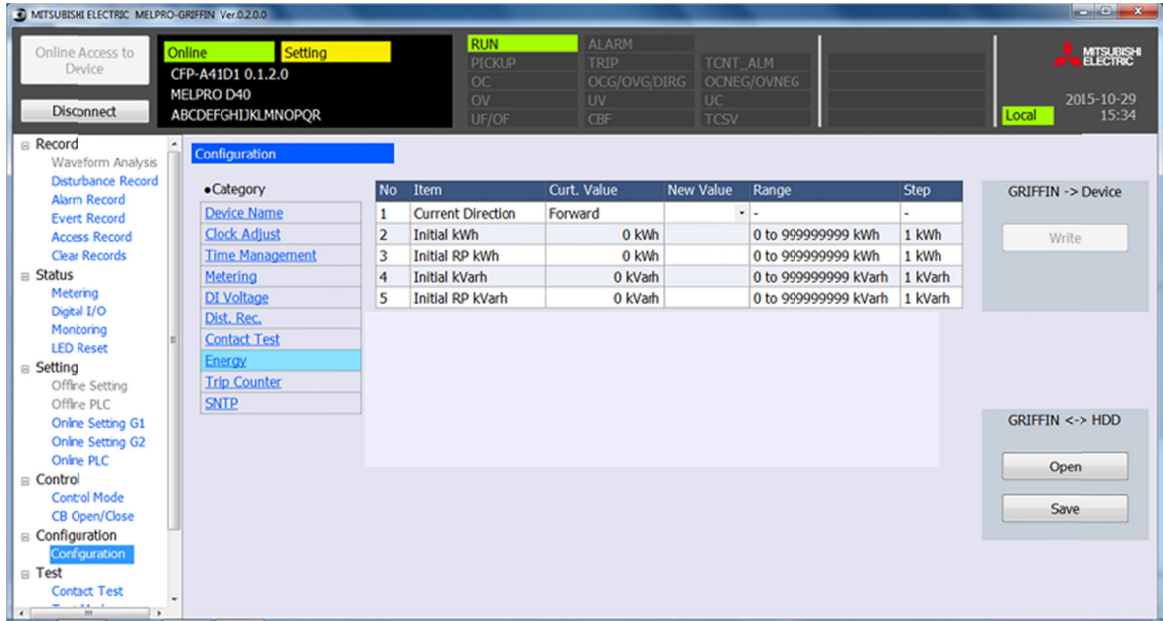 MITSUBISHI ELECTRIC MELPRO-GRIFFIN Ver.0.2.0.0
Online Access to Device
Disconnect
Online Setting
CFP-A41D1 0.1.2.0
MELPRO D40
ABCDEFGHIJKLMNOPQR
RUN ALARM
PICKUP TRIP TCNT_ALM
OC OCG/OVG/DIRG OCNEG/OVNEG
OV UV UC
UF/OF CBF TCSV
MITSUBISHI
ELECTRIC
2015-10-29
Local 15:34
Record
Waveform Analysis
Disturbance Record
Alarm Record
Evert Record
Access Record
Clear Records
Status
Metering
Digital I/O
Monitoring
LED Reset
Setting
Offline Setting
Offline PLC
Online Setting G1
Online Setting G2
Online PLC
Control
Control Mode
CB Open/Close
Configuration
Configuration
Test
Contact Test
Configuration
●Category
Device Name
Clock Adjust
Time Management
Metering
DI Voltage
Dist. Rec.
Contact Test
Energy
Trip Counter
SNTP
No Item Curt. Value New Value Range Step
1 Current Direction Forward - -
2 Initial kWh 0 kWh 0 to 999999999 kWh 1 kWh
3 Initial RP kWh 0 kWh 0 to 999999999 kWh 1 kWh
4 Initial kVarh 0 kVarh 0 to 999999999 kVarh 1 kVarh
5 Initial RP kVarh 0 kVarh 0 to 999999999 kVarh 1 kVarh
GRIFFIN -> Device
Write
GRIFFIN <-> HDD
Open
Save